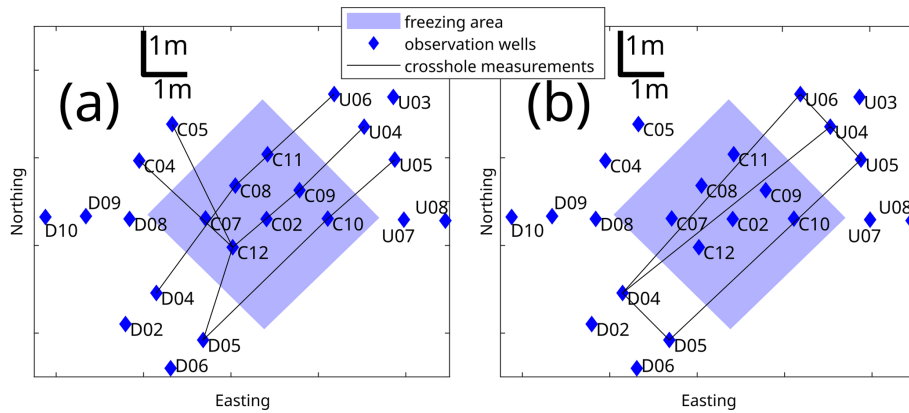 freezing area
observation wells
crosshole measurements
(a)
1m
1m
U06
U03
C05
U04
C04
C11
U05
C08
C09
D09
D10
D08
C07
C02
C10
U08
U07
C12
D04
D02
D05
D06
Northing
Easting
(b)
1m
1m
U06
U03
C05
U04
C04
C11
U05
C08
C09
D09
D10
D08
C07
C02
C10
U08
U07
C12
D04
D02
D05
D06
Northing
Easting